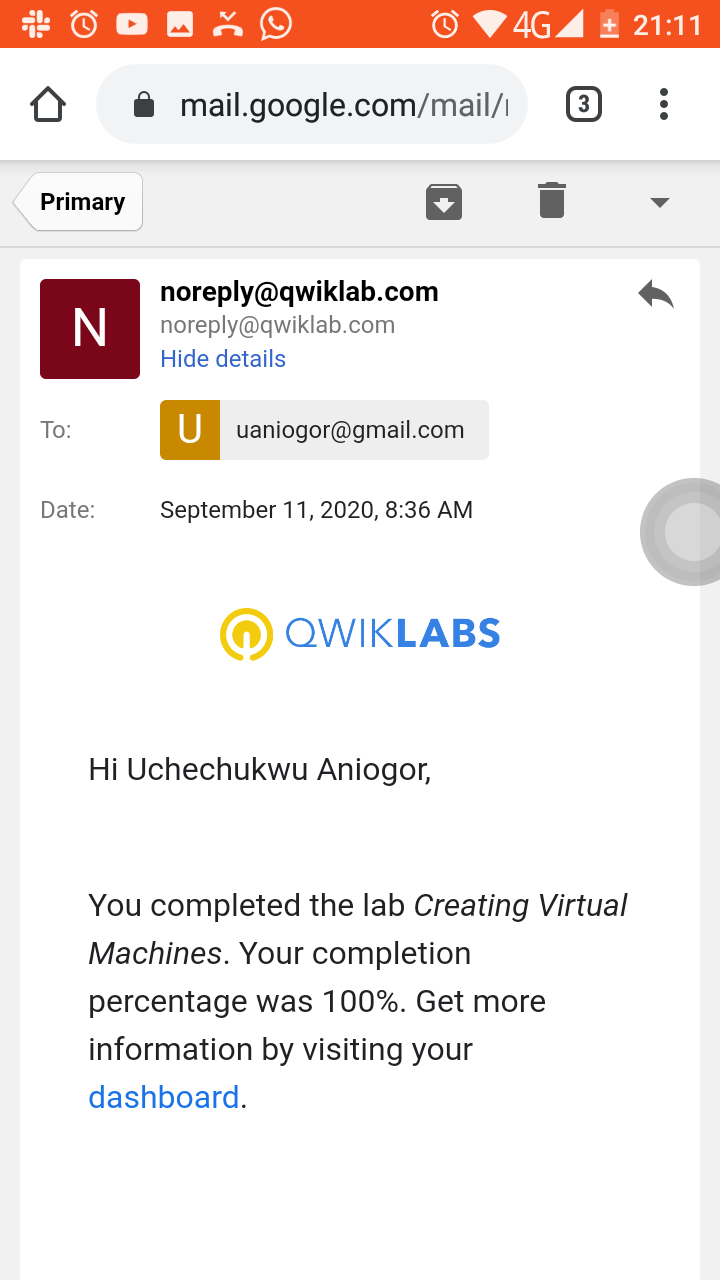 4G 21:11
mail.google.com/mail/
3
Primary
N
noreply@qwiklab.com
noreply@qwiklab.com
Hide details
To:
U uaniogor@gmail.com
Date: September 11, 2020, 8:36 AM
QWIKLABS
Hi Uchechukwu Aniogor,
You completed the lab Creating Virtual
Machines. Your completion
percentage was 100%. Get more
information by visiting your
dashboard.